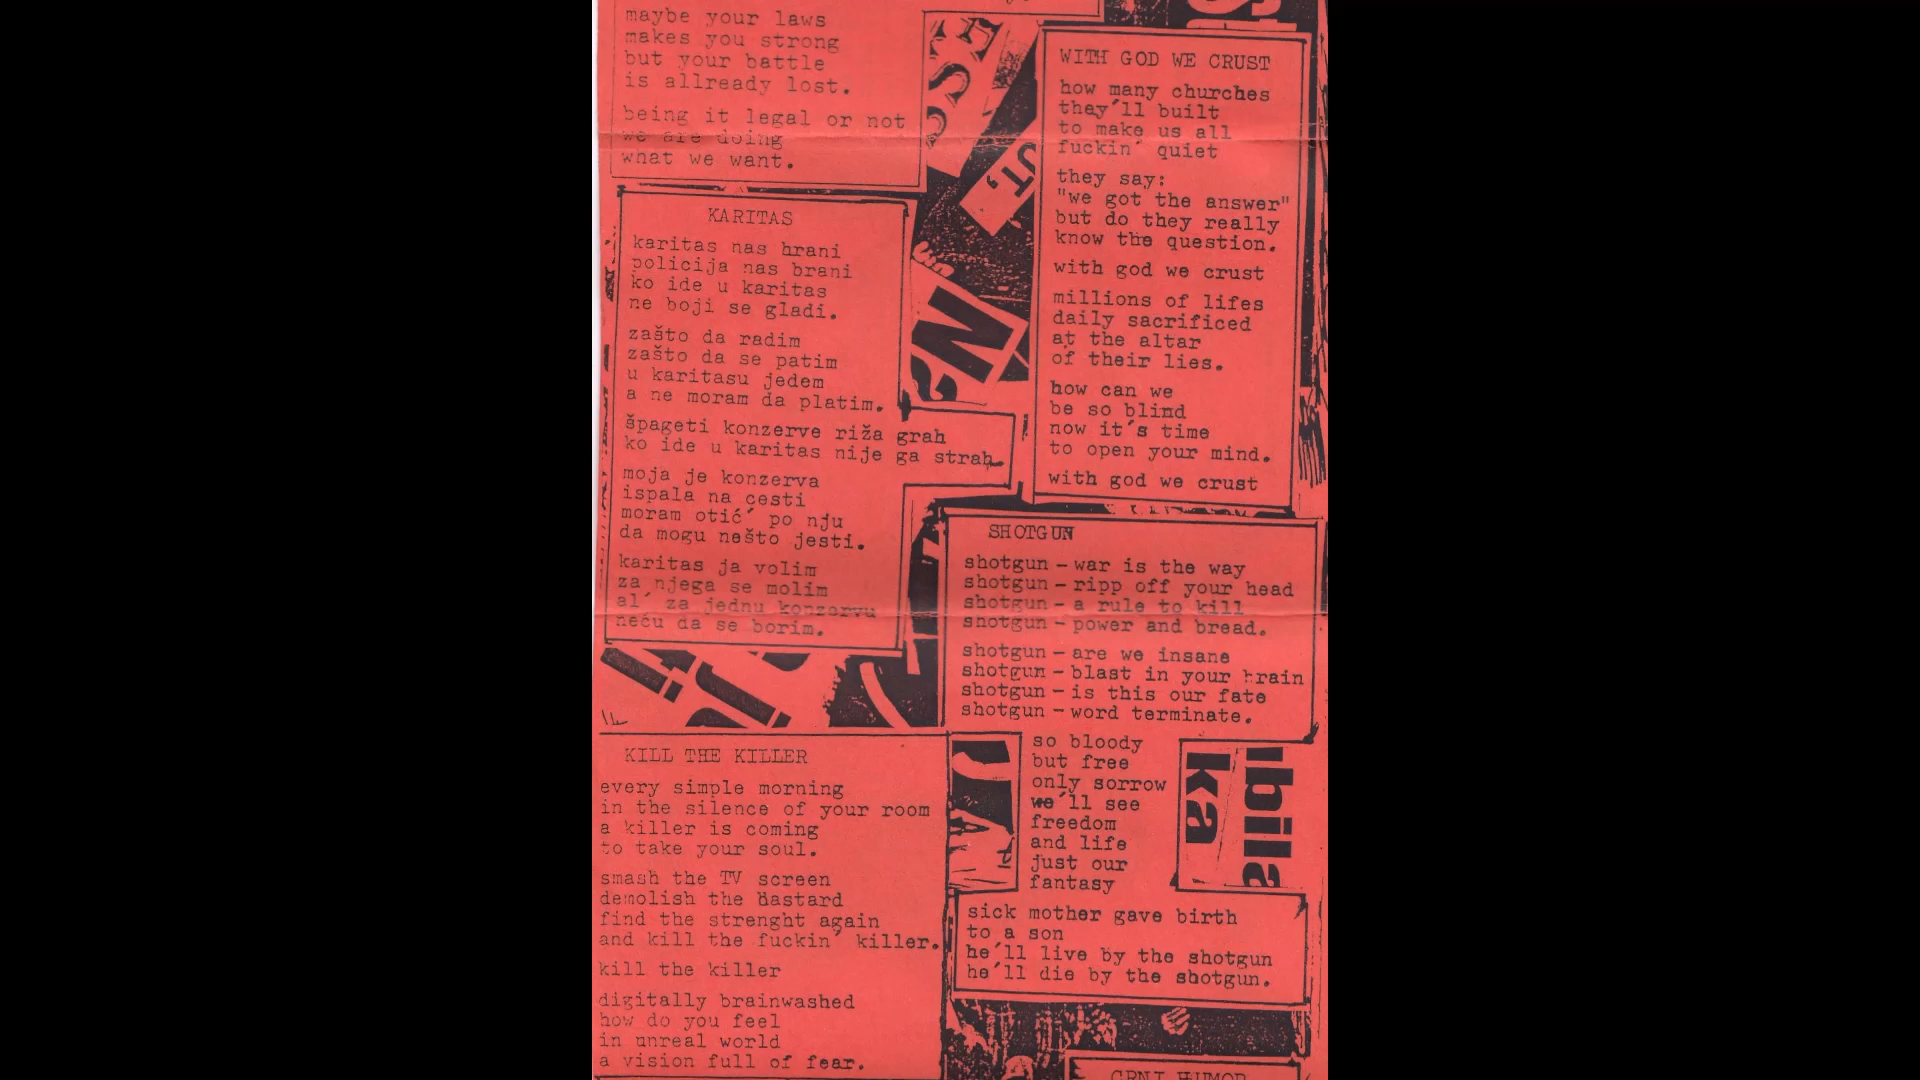 maybe your laws
makes you strong
but your battle
is allready lost.
being it legal or not
we are doing
what we want.
KARITAS
karitas nas hrani
policija nas brani
ko ide u karitas
ne boji se gladi.
zašto da radim
zašto da se patim
u karitasu jedem
a ne moram da platim.
špageti konzerve riža grah
ko ide u karitas nije ga strah.
moja je konzerva
ispala na cesti
moram otić´ po nju
da mogu nešto jesti.
karitas ja volim
za njega se molim
al´ za jednu konzervu
neću da se borim.
KILL THE KILLER
every simple morning
in the silence of your room
a killer is coming
to take your soul.
smash the TV screen
demolish the bastard
find the strenght again
and kill the fuckin´ killer.
kill the killer
digitally brainwashed
how do you feel
in unreal world
a vision full of fear.
WITH GOD WE CRUST
how many churches
they´ll built
to make us all
fuckin´ quiet
they say:
"we got the answer"
but do they really
know the question.
with god we crust
millions of lifes
daily sacrificed
at the altar
of their lies.
how can we
be so blind
now it´s time
to open your mind.
with god we crust
SHOTGUN
shotgun - war is the way
shotgun - ripp off your head
shotgun - a rule to kill
shotgun - power and bread.
shotgun - are we insane
shotgun - blast in your brain
shotgun - is this our fate
shotgun - word terminate.
so bloody
but free
only sorrow
we´ll see
freedom
and life
just our
fantasy
sick mother gave birth
to a son
he´ll live by the shotgun
he´ll die by the shotgun.
ka
CRNI HUMOR